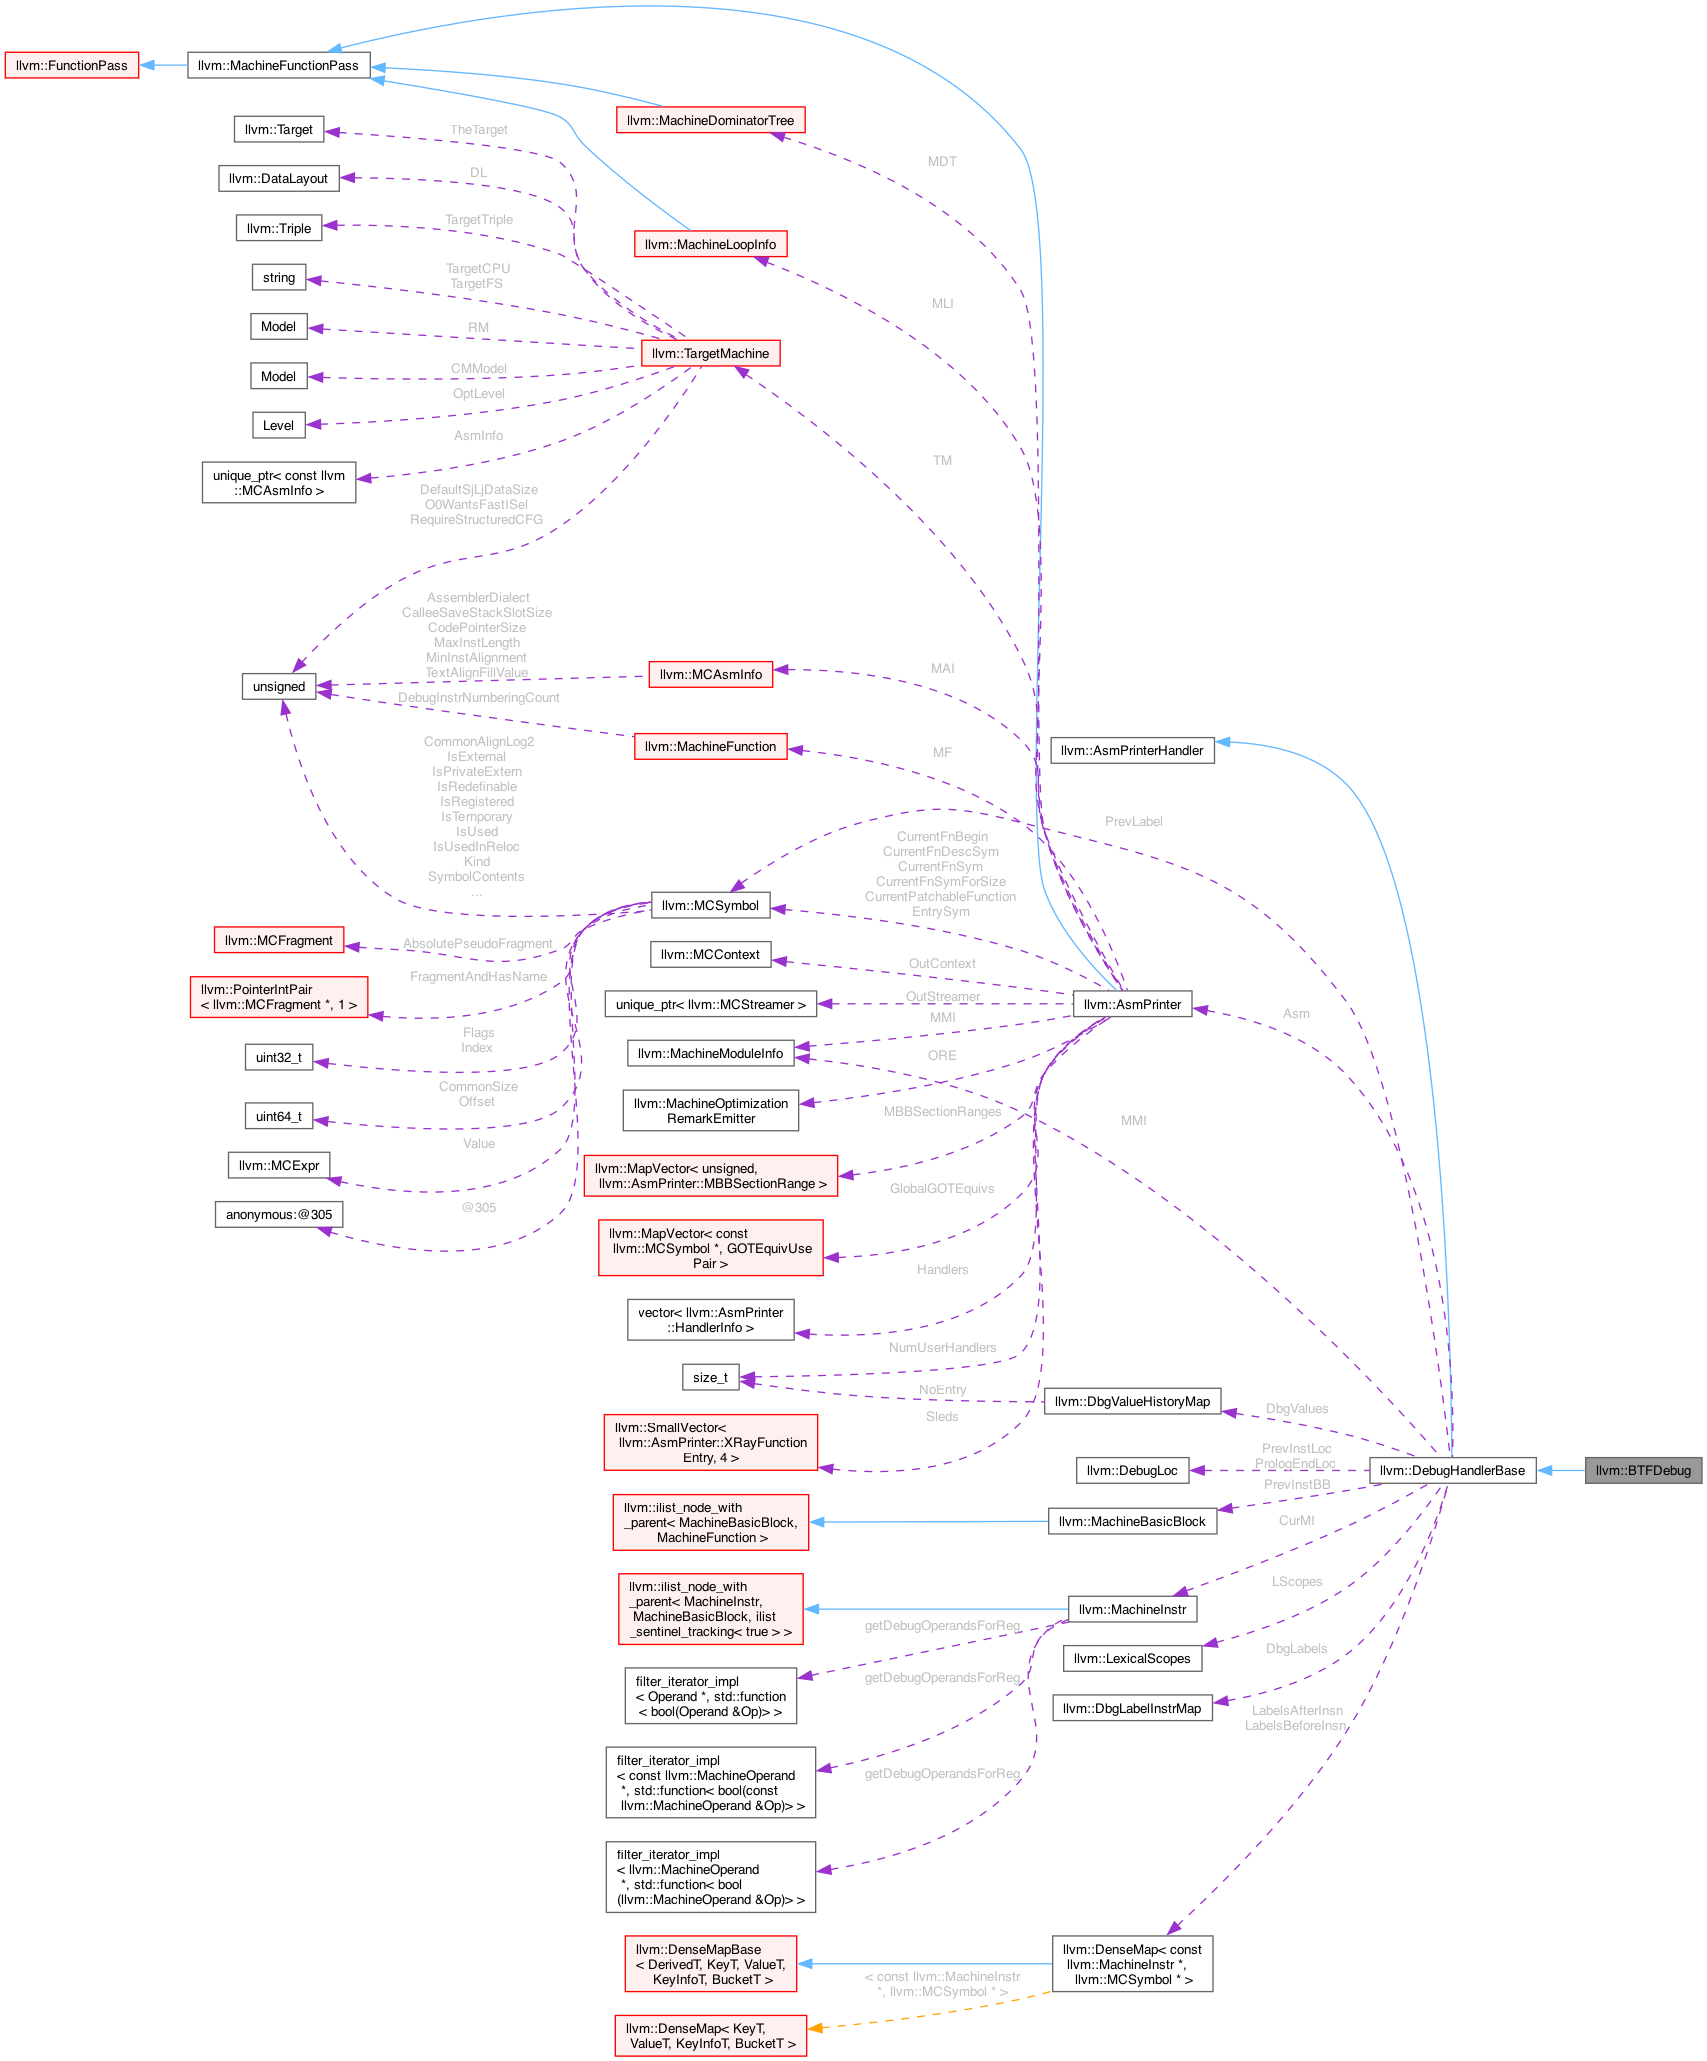 llvm::FunctionPass
llvm::MachineFunctionPass
llvm::MachineDominatorTree
llvm::Target
TheTarget
MDT
llvm::DataLayout
DL
llvm::Triple
TargetTriple
llvm::MachineLoopInfo
string
TargetCPU
TargetFS
MLI
Model
RM
llvm::TargetMachine
Model
CMModel
OptLevel
Level
AsmInfo
unique_ptr< const llvm
::MCAsmInfo >
TM
DefaultSjLjDataSize
O0WantsFastISel
RequireStructuredCFG
AssemblerDialect
CalleeSaveStackSlotSize
CodePointerSize
MaxInstLength
MinInstAlignment
TextAlignFillValue
unsigned
llvm::MCAsmInfo
MAI
DebugInstrNumberingCount
llvm::MachineFunction
MF
llvm::AsmPrinterHandler
CommonAlignLog2
IsExternal
IsPrivateExtern
IsRedefinable
IsRegistered
IsTemporary
IsUsed
IsUsedInReloc
Kind
SymbolContents
...
PrevLabel
CurrentFnBegin
CurrentFnDescSym
CurrentFnSym
CurrentFnSymForSize
CurrentPatchableFunction
EntrySym
llvm::MCSymbol
llvm::MCFragment
AbsolutePseudoFragment
llvm::MCContext
OutContext
llvm::PointerIntPair
< llvm::MCFragment *, 1 >
FragmentAndHasName
unique_ptr< llvm::MCStreamer >
OutStreamer
llvm::AsmPrinter
Asm
MMI
uint32_t
Flags
Index
llvm::MachineModuleInfo
ORE
uint64_t
CommonSize
Offset
llvm::MachineOptimization
RemarkEmitter
MBBSectionRanges
MMI
Value
llvm::MCExpr
llvm::MapVector< unsigned,
llvm::AsmPrinter::MBBSectionRange >
GlobalGOTEquivs
anonymous:@305
@305
llvm::MapVector< const
llvm::MCSymbol *, GOTEquivUse
Pair >
Handlers
vector< llvm::AsmPrinter
::HandlerInfo >
NumUserHandlers
size_t
NoEntry
llvm::DbgValueHistoryMap
DbgValues
Sleds
llvm::SmallVector<
llvm::AsmPrinter::XRayFunction
Entry, 4 >
PrevInstLoc
PrologEndLoc
llvm::DebugLoc
llvm::DebugHandlerBase
llvm::BTFDebug
PrevInstBB
llvm::ilist_node_with
_parent< MachineBasicBlock,
MachineFunction >
llvm::MachineBasicBlock
CurMI
llvm::ilist_node_with
_parent< MachineInstr,
MachineBasicBlock, ilist
_sentinel_tracking< true > >
llvm::MachineInstr
LScopes
getDebugOperandsForReg
DbgLabels
llvm::LexicalScopes
filter_iterator_impl
< Operand *, std::function
< bool(Operand &Op)> >
getDebugOperandsForReg
llvm::DbgLabelInstrMap
LabelsAfterInsn
LabelsBeforeInsn
filter_iterator_impl
< const llvm::MachineOperand
*, std::function< bool(const
llvm::MachineOperand &Op)> >
getDebugOperandsForReg
filter_iterator_impl
< llvm::MachineOperand
*, std::function< bool
(llvm::MachineOperand &Op)> >
llvm::DenseMapBase
< DerivedT, KeyT, ValueT,
KeyInfoT, BucketT >
llvm::DenseMap< const
llvm::MachineInstr *,
llvm::MCSymbol * >
< const llvm::MachineInstr
*, llvm::MCSymbol * >
llvm::DenseMap< KeyT,
ValueT, KeyInfoT, BucketT >